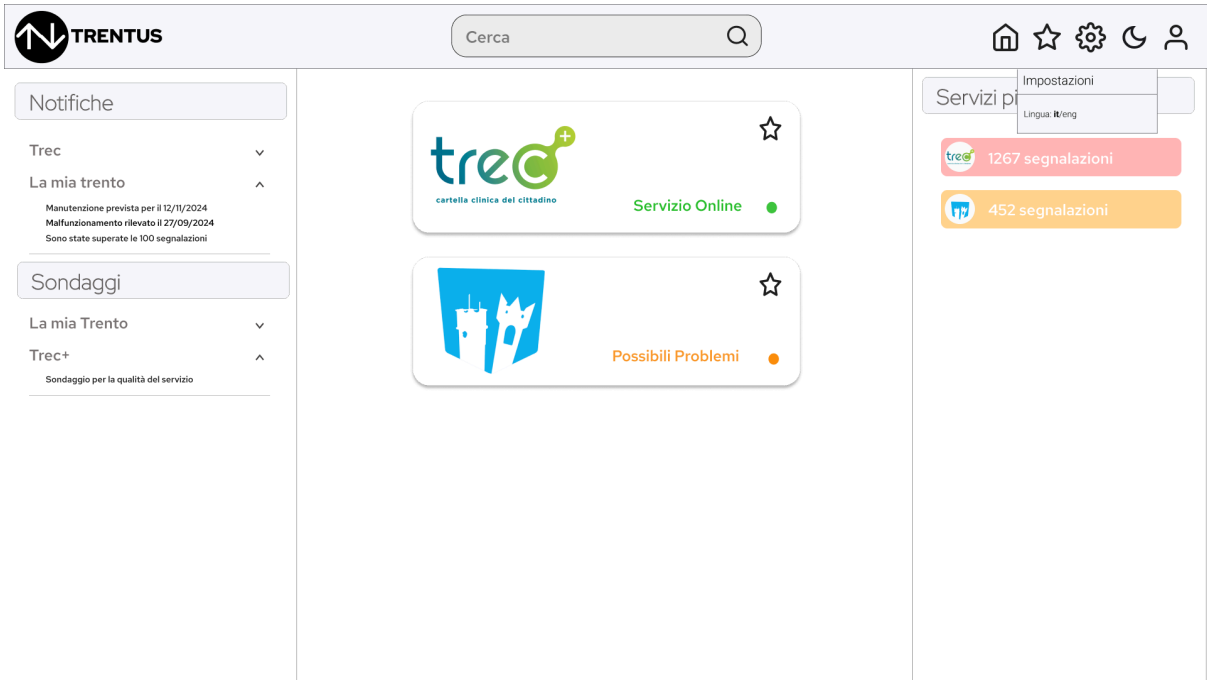 TRENTUS
Cerca
Impostazioni
Lingua: it/eng
Notifiche
Trec
La mia trento
Manutenzione prevista per il 12/11/2024
Malfunzionamento rilevato il 27/09/2024
Sono state superate le 100 segnalazioni
Sondaggi
La mia Trento
Trec+
Sondaggio per la qualità del servizio
trec+
cartella clinica del cittadino
Servizio Online
Possibili Problemi
Servizi pi
trec
1267 segnalazioni
452 segnalazioni